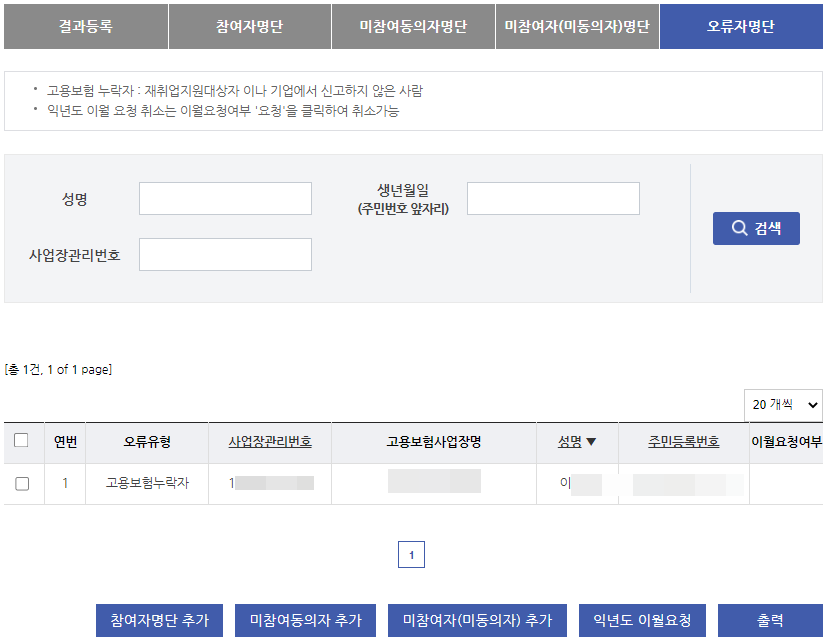 결과등록 참여자명단 미참여동의자명단 미참여자(미동의자)명단 오류자명단
• 고용보험 누락자 : 재취업지원대상자 이나 기업에서 신고하지 않은 사람
• 익년도 이월 요청 취소는 이월요청여부 '요청'을 클릭하여 취소가능
성명
생년월일
(주민번호 앞자리)
검색
사업장관리번호
[총 1건, 1 of 1 page]
20 개씩
연번 오류유형 사업장관리번호 고용보험사업장명 성명▼ 주민등록번호 이월요청여부
1 고용보험누락자 1 이
1
참여자명단 추가 미참여동의자 추가 미참여자(미동의자) 추가 익년도 이월요청 출력